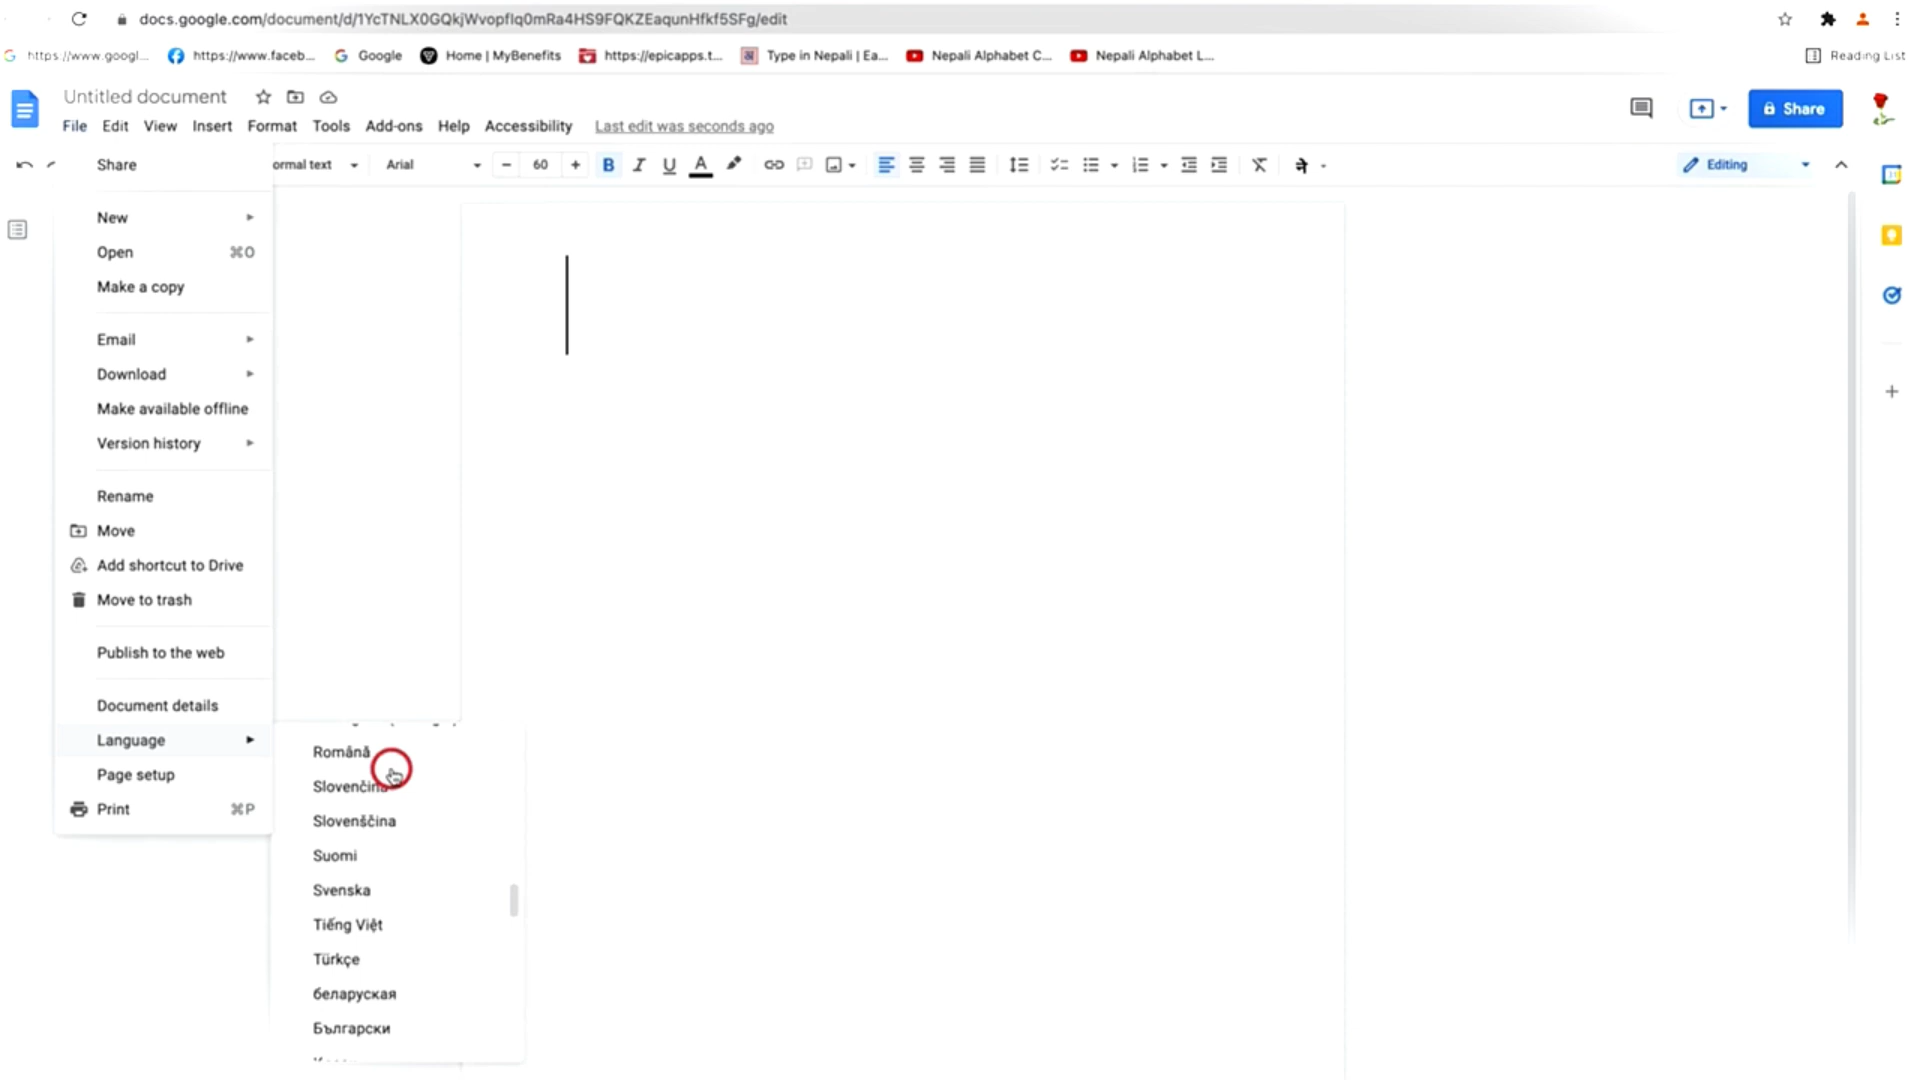 docs.google.com/document/d/1YcTNLX0GQkjWvopfIq0mRa4HS9FQKZEaqunHfkf5SFg/edit
https://www.googl... https://www.faceb... Google Home | MyBenefits https://epicapps.t... Type in Nepali | Ea... Nepali Alphabet C... Nepali Alphabet L... Reading List
Untitled document
Share
File Edit View Insert Format Tools Add-ons Help Accessibility Last edit was seconds ago
ormal text Arial 60 B I U A Editing
Share
New
Open ⌘O
Make a copy
Email
Download
Make available offline
Version history
Rename
Move
Add shortcut to Drive
Move to trash
Publish to the web
Document details
Language
Page setup
Print ⌘P
Română
Slovenčina
Slovenščina
Suomi
Svenska
Tiếng Việt
Türkçe
беларуская
Български